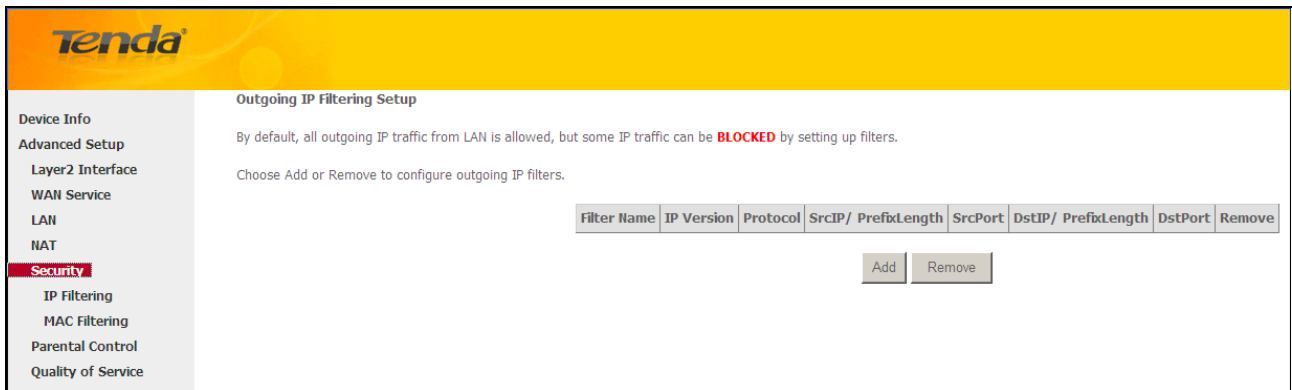 Tenda®
Device Info
Advanced Setup
Layer2 Interface
WAN Service
LAN
NAT
Security
IP Filtering
MAC Filtering
Parental Control
Quality of Service
Outgoing IP Filtering Setup
By default, all outgoing IP traffic from LAN is allowed, but some IP traffic can be BLOCKED by setting up filters.
Choose Add or Remove to configure outgoing IP filters.
Filter Name IP Version Protocol SrcIP/ PrefixLength SrcPort DstIP/ PrefixLength DstPort Remove
Add Remove